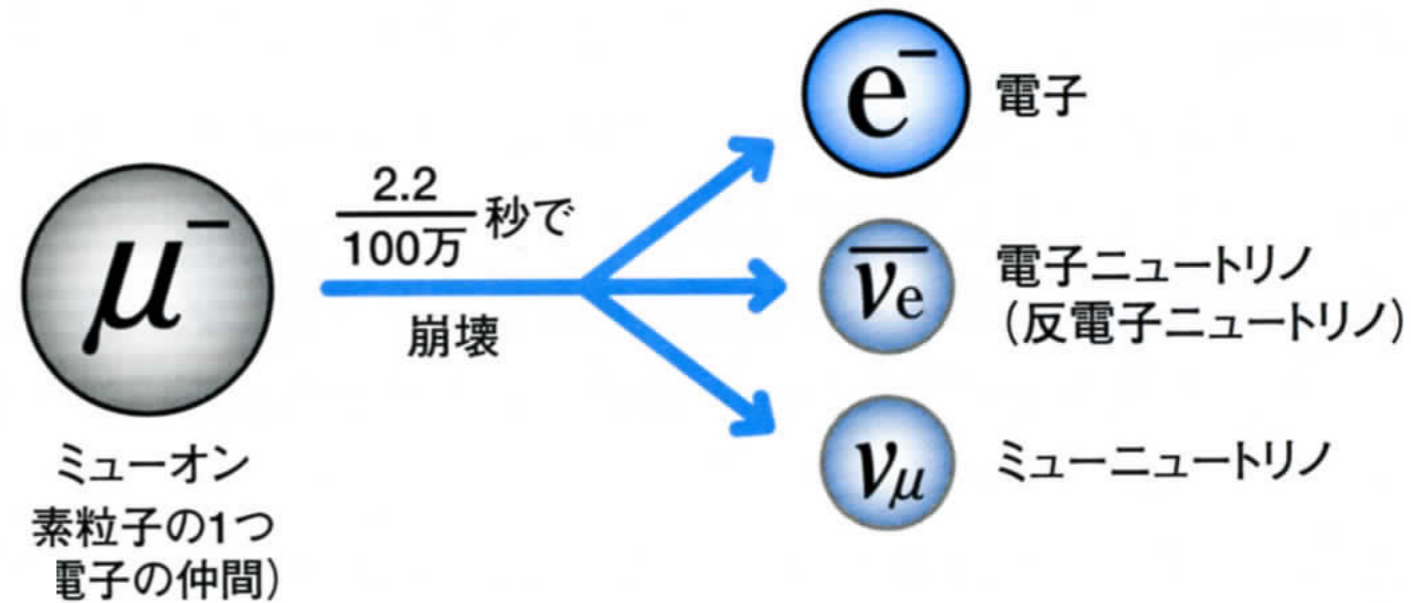 μ⁻
ミューオン
素粒子の1つ
電子の仲間)
2.2
100万
秒で
崩壊
e⁻
電子
ν̅e
電子ニュートリノ
(反電子ニュートリノ)
νμ
ミューニュートリノ